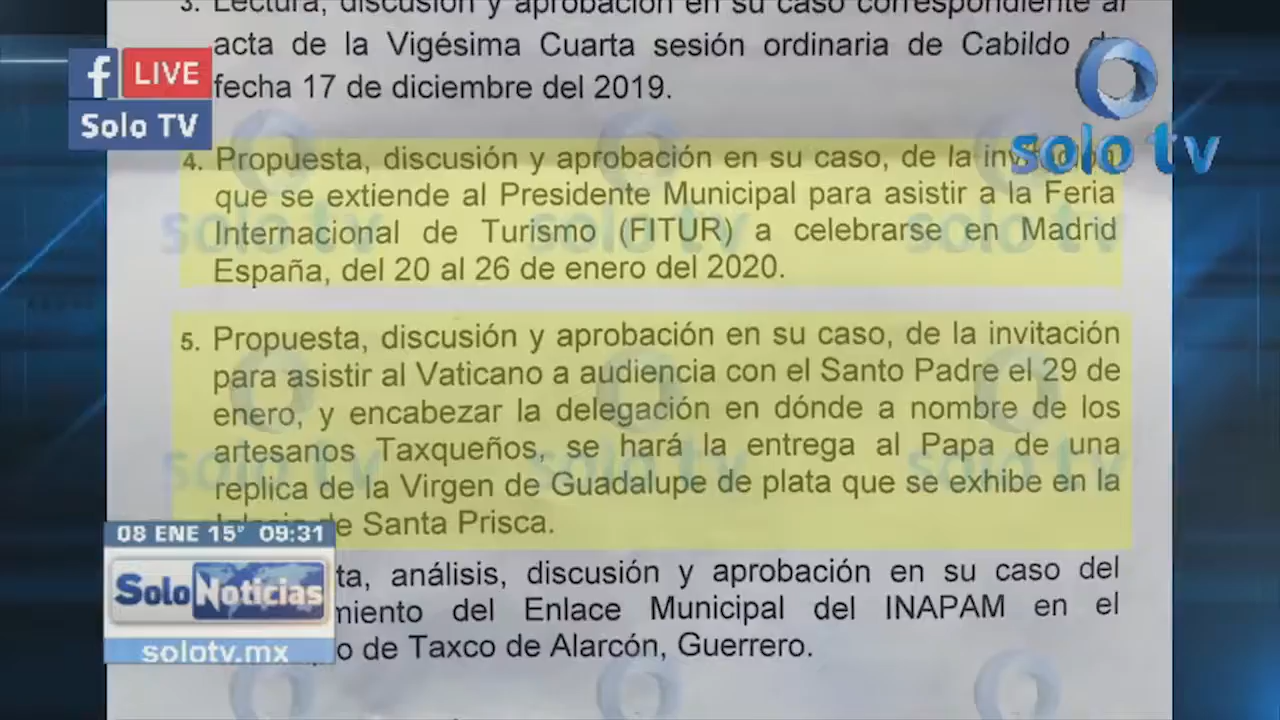 3. Lectura, discusión y aprobación en su caso correspondiente al
acta de la Vigésima Cuarta sesión ordinaria de Cabildo de
fecha 17 de diciembre del 2019.
f LIVE
Solo TV
solo tv
4. Propuesta, discusión y aprobación en su caso, de la invitación
que se extiende al Presidente Municipal para asistir a la Feria
Internacional de Turismo (FITUR) a celebrarse en Madrid
España, del 20 al 26 de enero del 2020.
5. Propuesta, discusión y aprobación en su caso, de la invitación
para asistir al Vaticano a audiencia con el Santo Padre el 29 de
enero, y encabezar la delegación en dónde a nombre de los
artesanos Taxqueños, se hará la entrega al Papa de una
replica de la Virgen de Guadalupe de plata que se exhibe en la
Iglesia de Santa Prisca.
ta, análisis, discusión y aprobación en su caso del
miento del Enlace Municipal del INAPAM en el
o de Taxco de Alarcón, Guerrero.
08 ENE 15° 09:31
Solo Noticias
solotv.mx